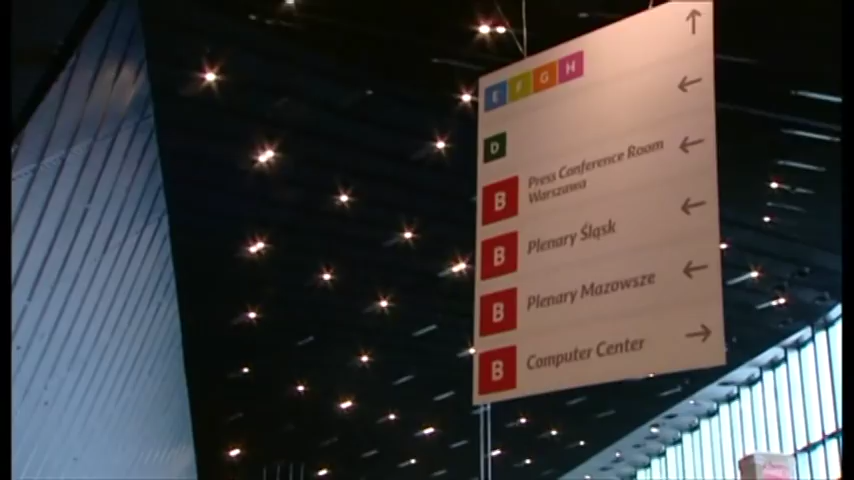 E F G H
D
B Press Conference Room
Warszawa
B Plenary Śląsk
B Plenary Mazowsze
B Computer Center